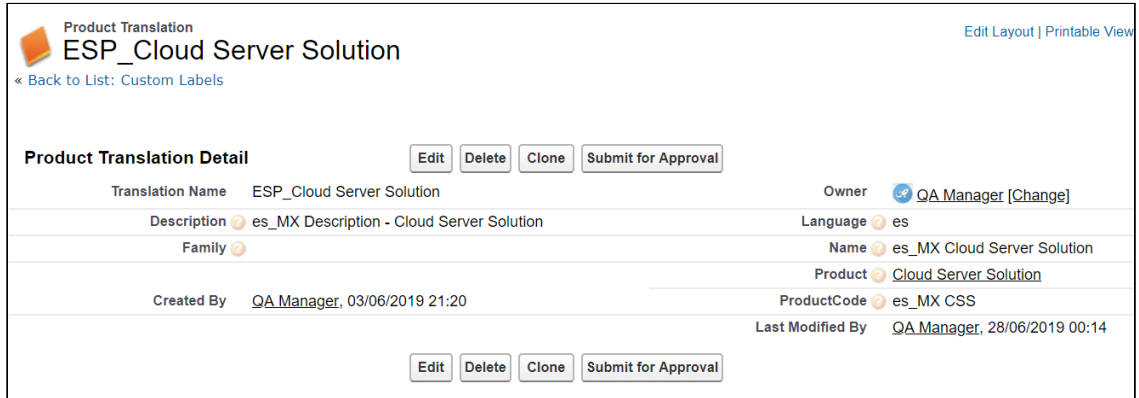 Product Translation
ESP_Cloud Server Solution
Edit Layout | Printable View
« Back to List: Custom Labels
Product Translation Detail
Edit Delete Clone Submit for Approval
Translation Name ESP_Cloud Server Solution Owner QA Manager [Change]
Description ? es_MX Description - Cloud Server Solution Language ? es
Family ? Name ? es_MX Cloud Server Solution
Product ? Cloud Server Solution
Created By QA Manager, 03/06/2019 21:20 ProductCode ? es_MX CSS
Last Modified By QA Manager, 28/06/2019 00:14
Edit Delete Clone Submit for Approval